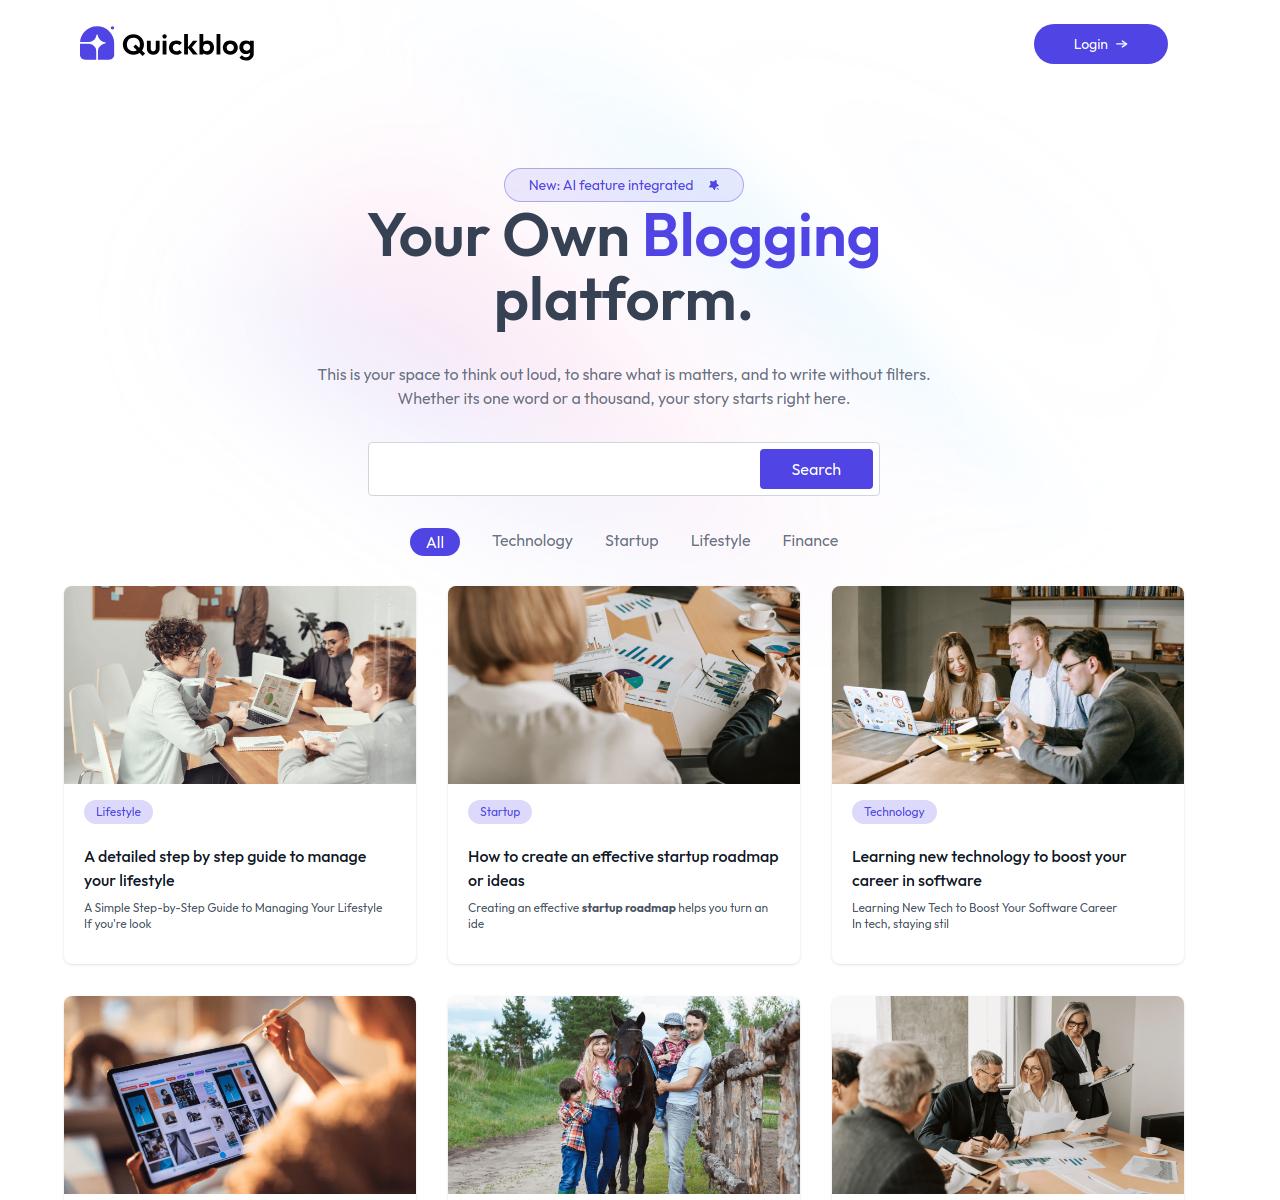 Quickblog
Login →
New: AI feature integrated
Your Own Blogging
platform.
This is your space to think out loud, to share what is matters, and to write without filters.
Whether its one word or a thousand, your story starts right here.
Search
All Technology Startup Lifestyle Finance
Lifestyle
A detailed step by step guide to manage
your lifestyle
A Simple Step-by-Step Guide to Managing Your Lifestyle
If you're look
Startup
How to create an effective startup roadmap
or ideas
Creating an effective startup roadmap helps you turn an
ide
Technology
Learning new technology to boost your
career in software
Learning New Tech to Boost Your Software Career
In tech, staying stil